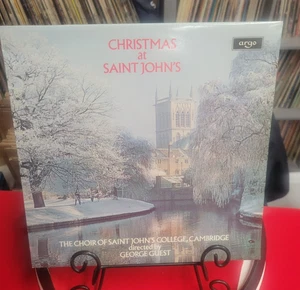 CHRISTMAS
at
SAINT JOHN'S
argo
THE CHOIR OF SAINT JOHN'S COLLEGE, CAMBRIDGE
directed by
GEORGE GUEST